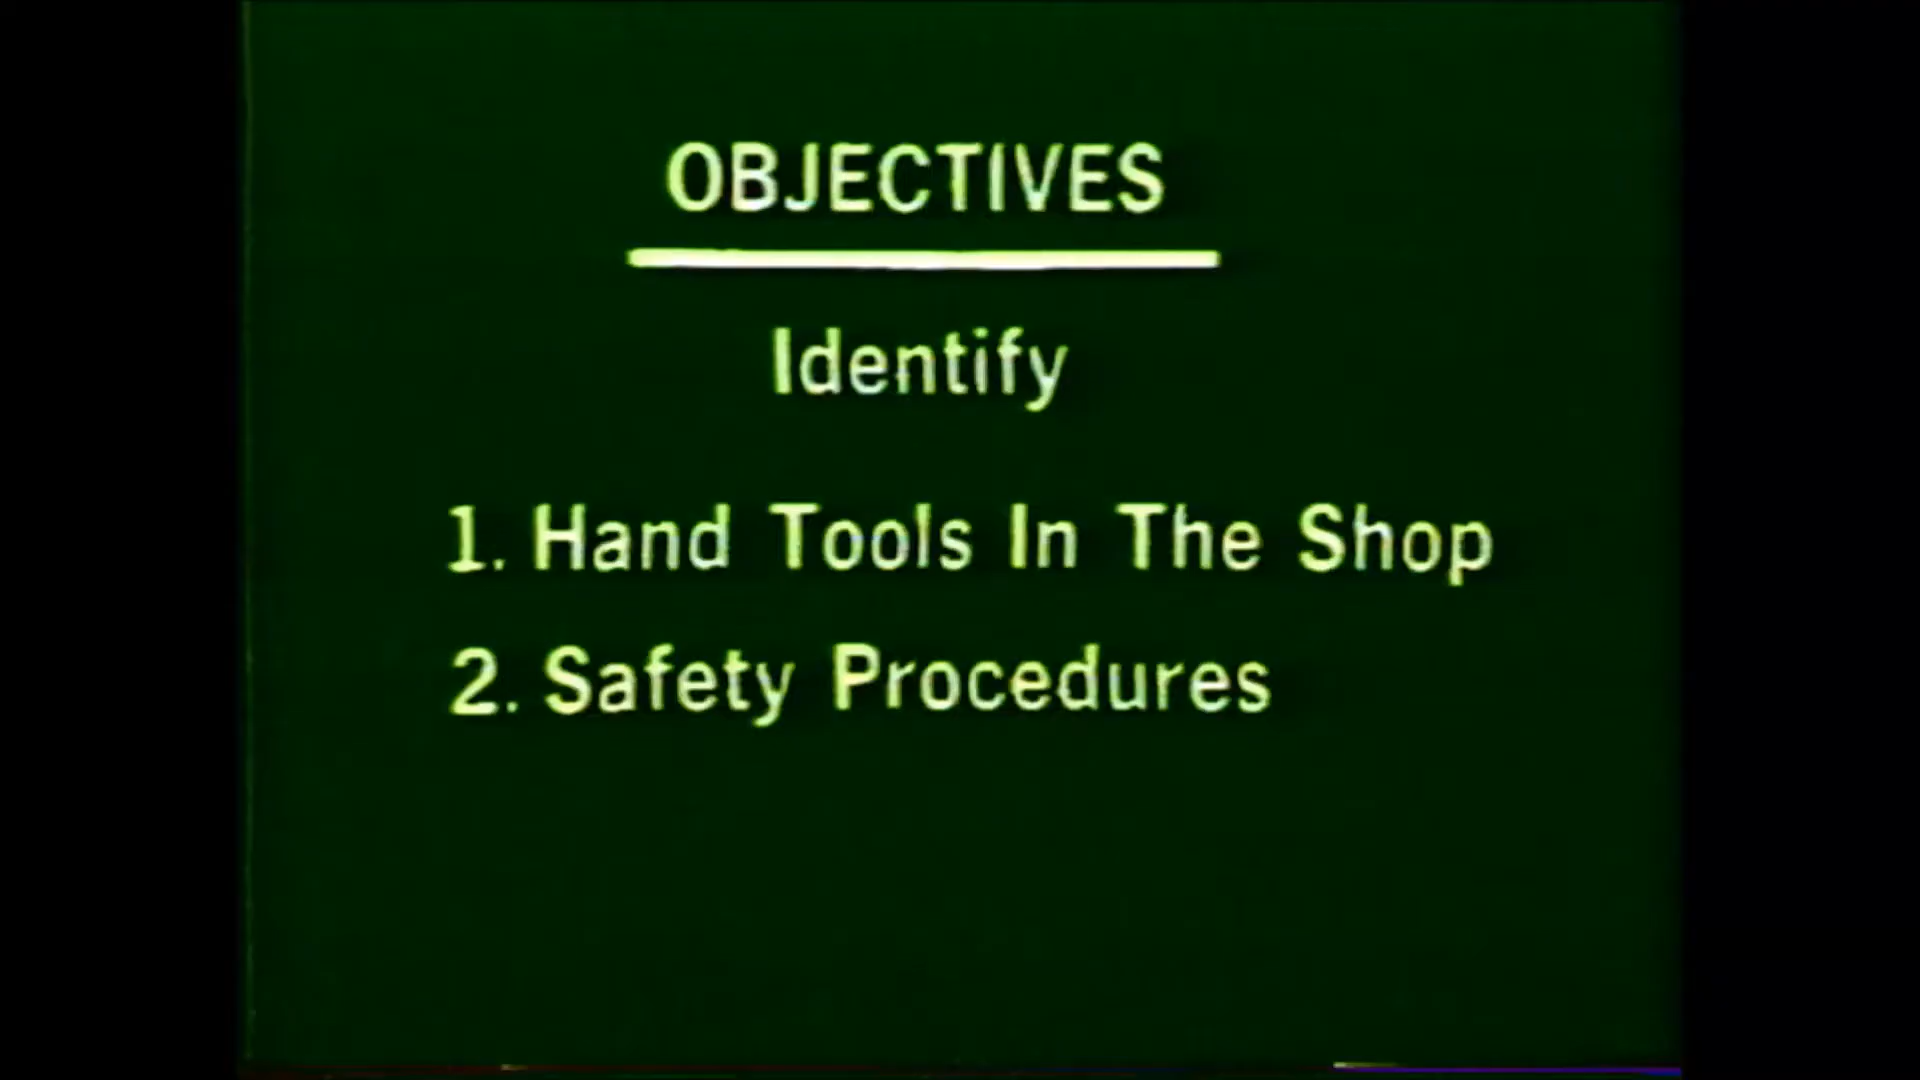 OBJECTIVES
Identify
1. Hand Tools In The Shop
2. Safety Procedures